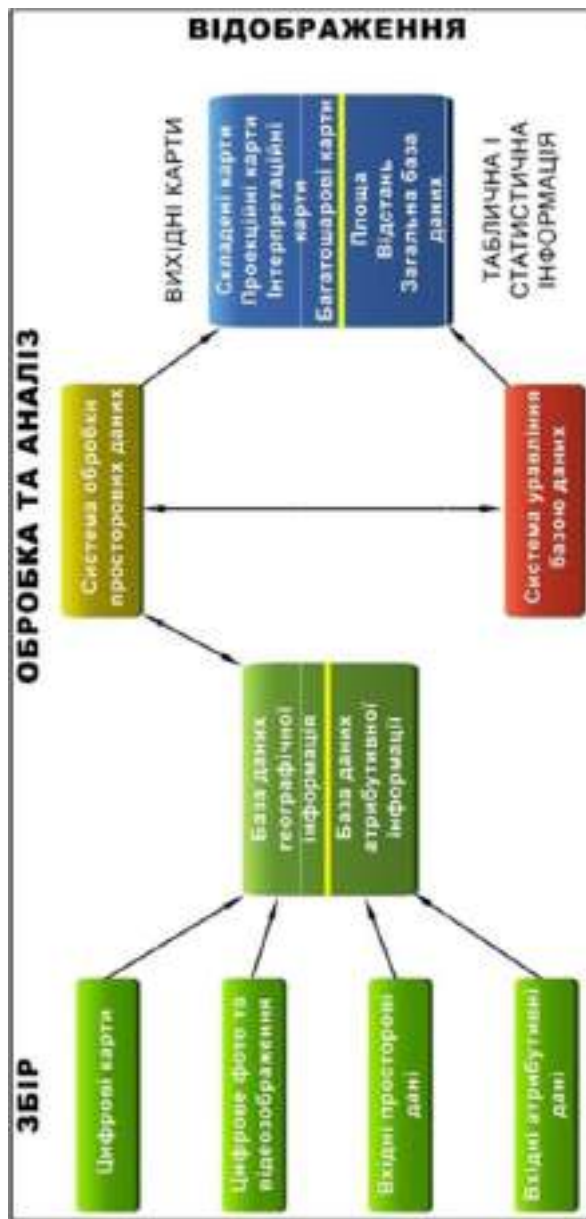 ЗБІР
ОБРОБКА ТА АНАЛІЗ
ВІДОБРАЖЕННЯ
Цифрові карти
Цифрове фото та
відеозображення
Вхідні просторові
дані
Вхідні атрибутивні
дані
База даних
географічної
інформація
База даних
атрибутивної
інформації
Система обробки
просторових даних
Система уравління
базою даних
ВИХІДНІ КАРТИ
Складені карти
Проекційні карти
Інтерпретаційні
карти
Багатошарові карти
Площа
Відстань
Загальна база
даних
ТАБЛИЧНА І
СТАТИСТИЧНА
ІНФОРМАЦІЯ